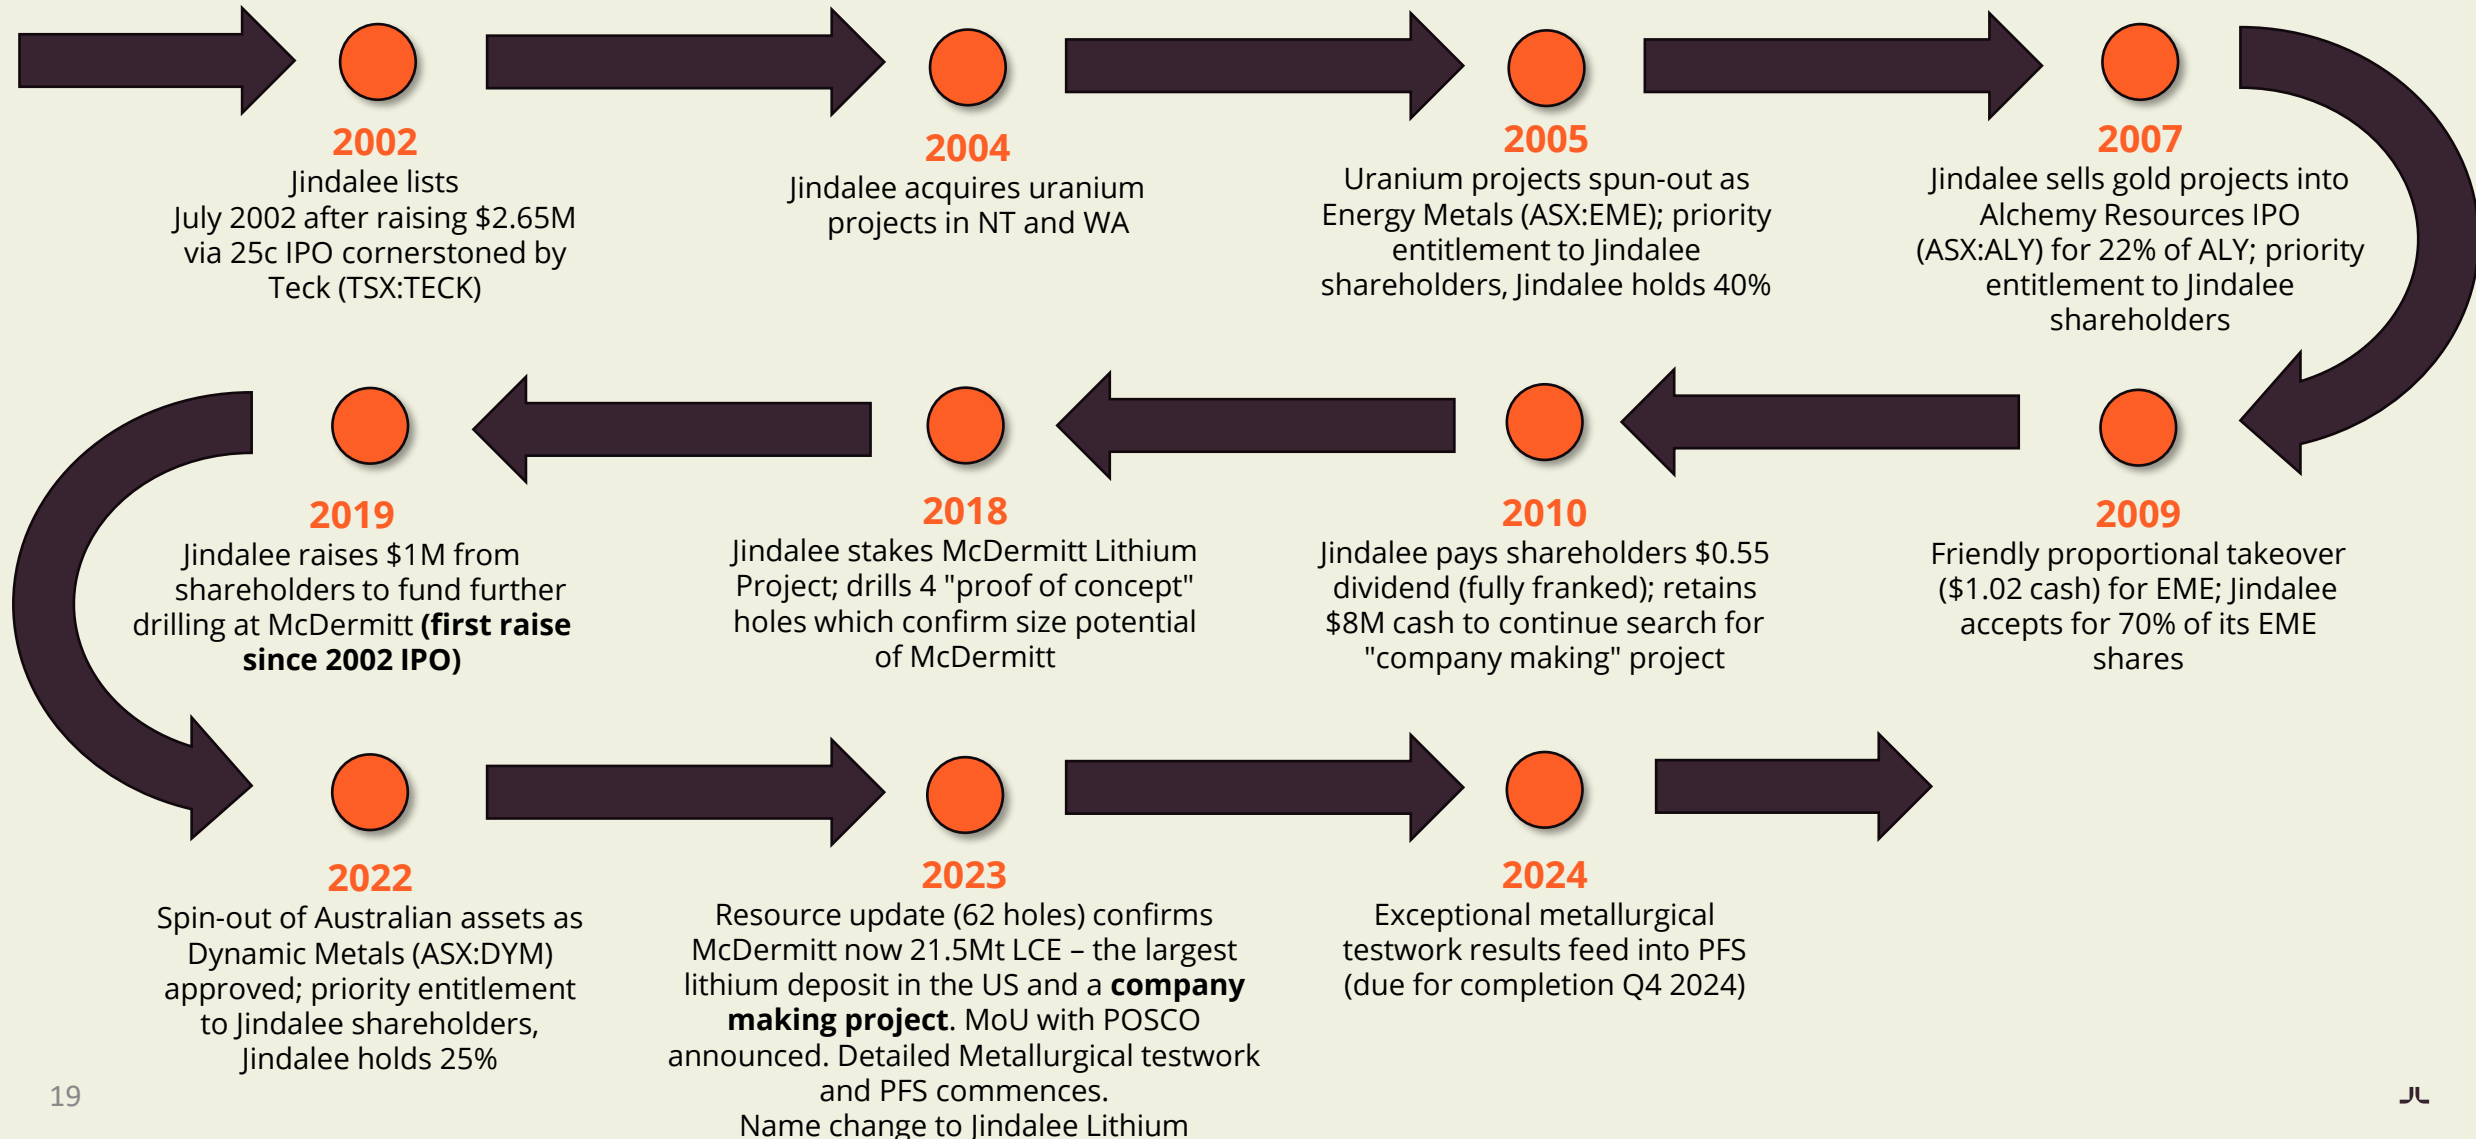 2002
Jindalee lists
July 2002 after raising $2.65M
via 25c IPO cornerstoned by
Teck (TSX:TECK)
2004
Jindalee acquires uranium
projects in NT and WA
2005
Uranium projects spun-out as
Energy Metals (ASX:EME); priority
entitlement to Jindalee
shareholders, Jindalee holds 40%
2007
Jindalee sells gold projects into
Alchemy Resources IPO
(ASX:ALY) for 22% of ALY; priority
entitlement to Jindalee
shareholders
2009
Friendly proportional takeover
($1.02 cash) for EME; Jindalee
accepts for 70% of its EME
shares
2010
Jindalee pays shareholders $0.55
dividend (fully franked); retains
$8M cash to continue search for
"company making" project
2018
Jindalee stakes McDermitt Lithium
Project; drills 4 "proof of concept"
holes which confirm size potential
of McDermitt
2019
Jindalee raises $1M from
shareholders to fund further
drilling at McDermitt (first raise
since 2002 IPO)
2022
Spin-out of Australian assets as
Dynamic Metals (ASX:DYM)
approved; priority entitlement
to Jindalee shareholders,
Jindalee holds 25%
2023
Resource update (62 holes) confirms
McDermitt now 21.5Mt LCE – the largest
lithium deposit in the US and a company
making project. MoU with POSCO
announced. Detailed Metallurgical testwork
and PFS commences.
Name change to Jindalee Lithium
2024
Exceptional metallurgical
testwork results feed into PFS
(due for completion Q4 2024)
19